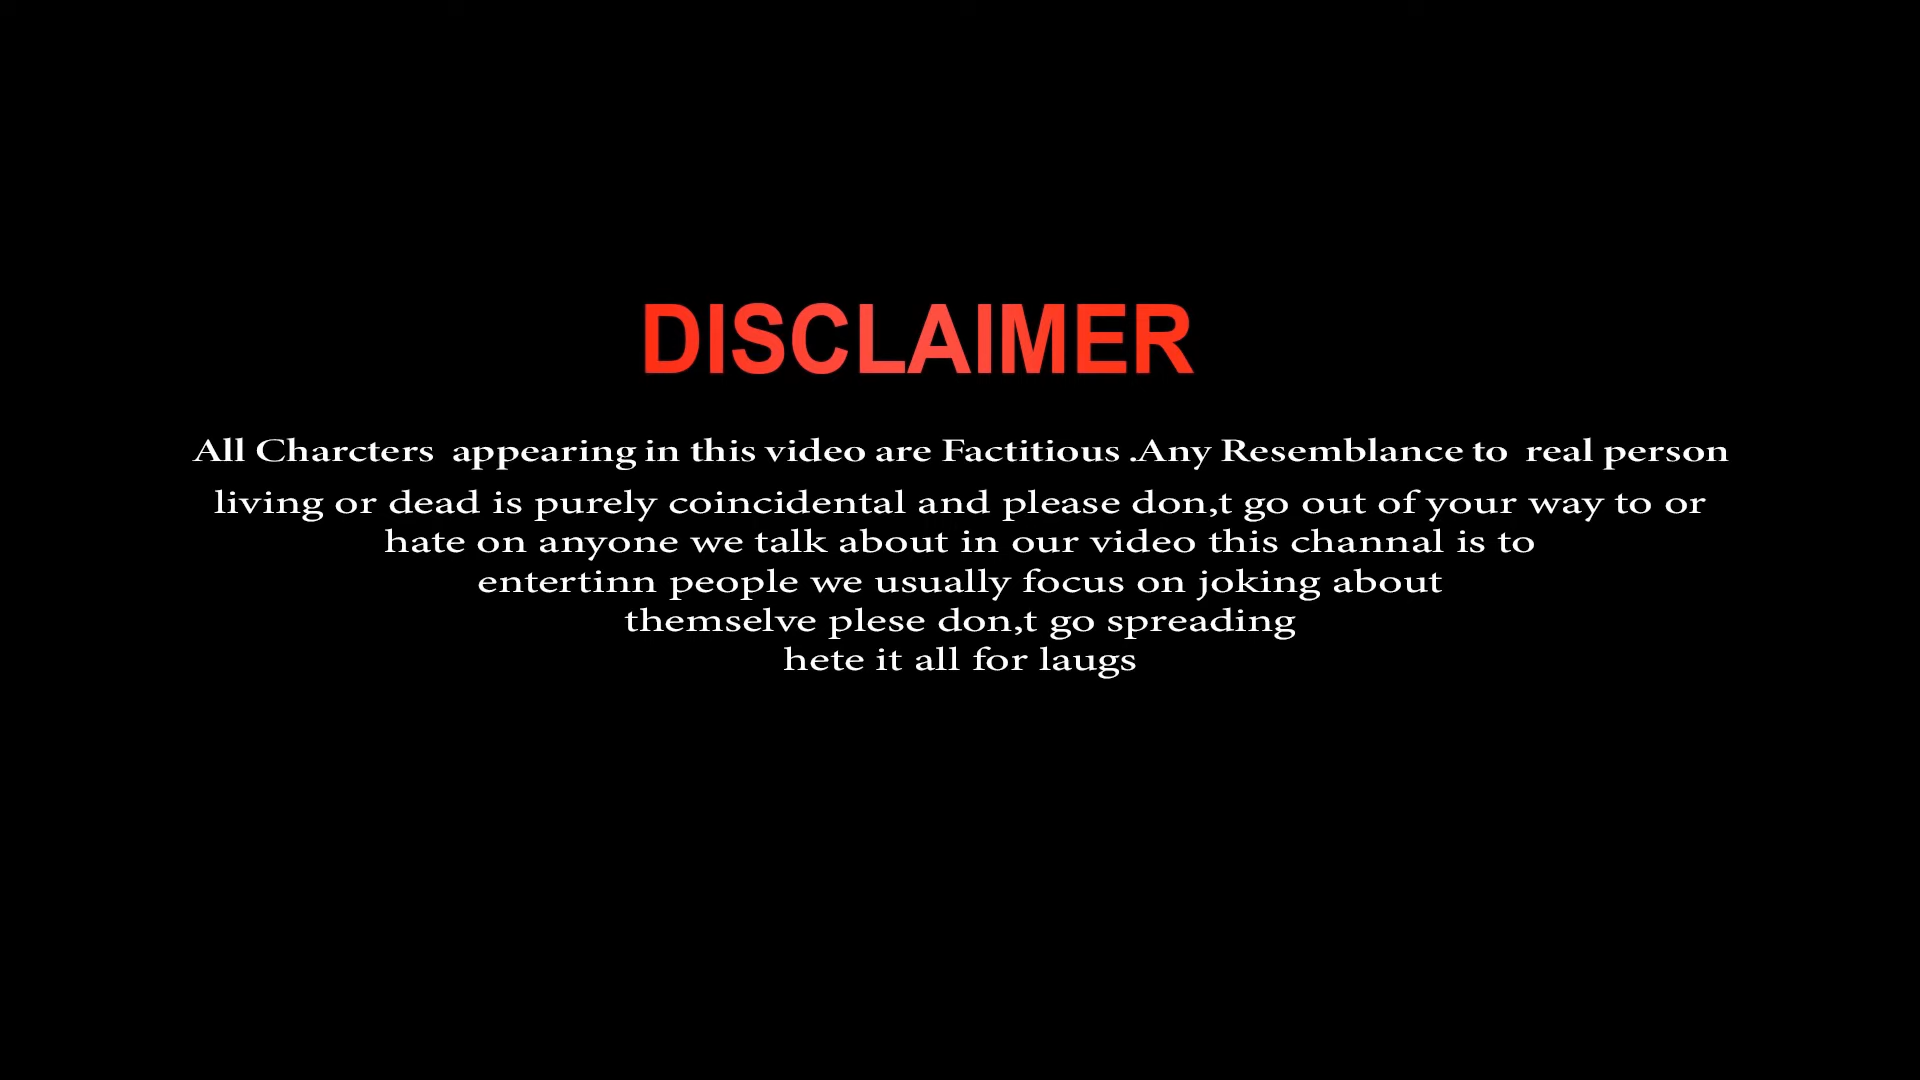 DISCLAIMER
All Charcters appearing in this video are Factitious .Any Resemblance to real person
living or dead is purely coincidental and please don,t go out of your way to or
hate on anyone we talk about in our video this channal is to
entertinn people we usually focus on joking about
themselve plese don,t go spreading
hete it all for laugs